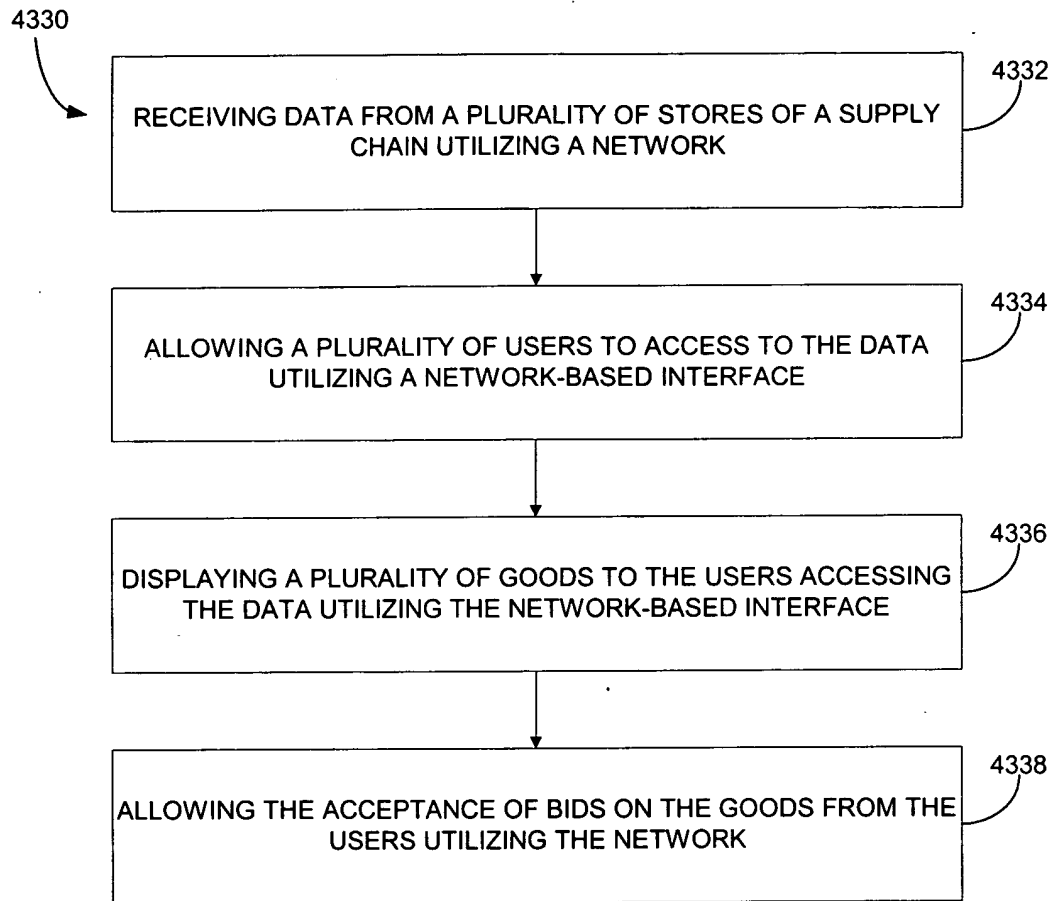 4330
4332
RECEIVING DATA FROM A PLURALITY OF STORES OF A SUPPLY
CHAIN UTILIZING A NETWORK
4334
ALLOWING A PLURALITY OF USERS TO ACCESS TO THE DATA
UTILIZING A NETWORK-BASED INTERFACE
4336
DISPLAYING A PLURALITY OF GOODS TO THE USERS ACCESSING
THE DATA UTILIZING THE NETWORK-BASED INTERFACE
4338
ALLOWING THE ACCEPTANCE OF BIDS ON THE GOODS FROM THE
USERS UTILIZING THE NETWORK